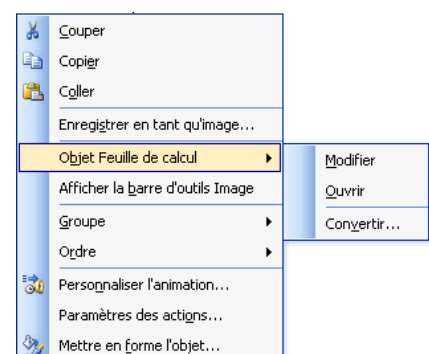 Couper
Copier
Coller
Enregistrer en tant qu'image...
Objet Feuille de calcul
Modifier
Afficher la barre d'outils Image
Ouvrir
Groupe
Convertir...
Ordre
Personnaliser l'animation...
Paramètres des actions...
Mettre en forme l'objet...